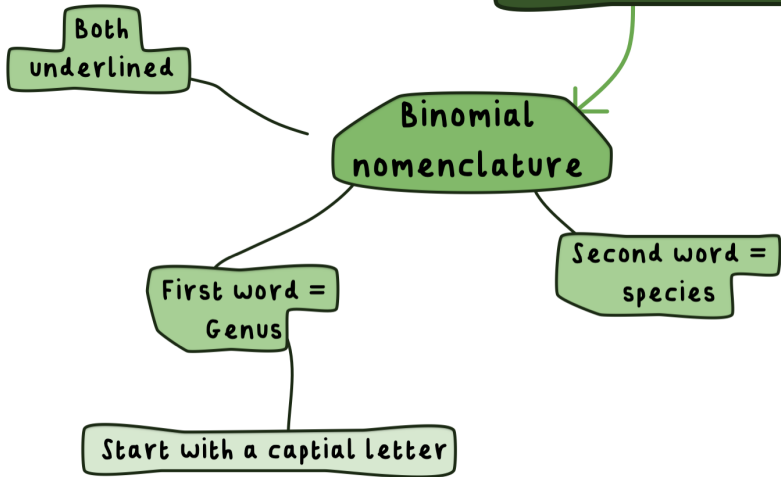 Both
underlined
Binomial
nomenclature
First word =
Genus
Second word =
species
Start with a captial letter